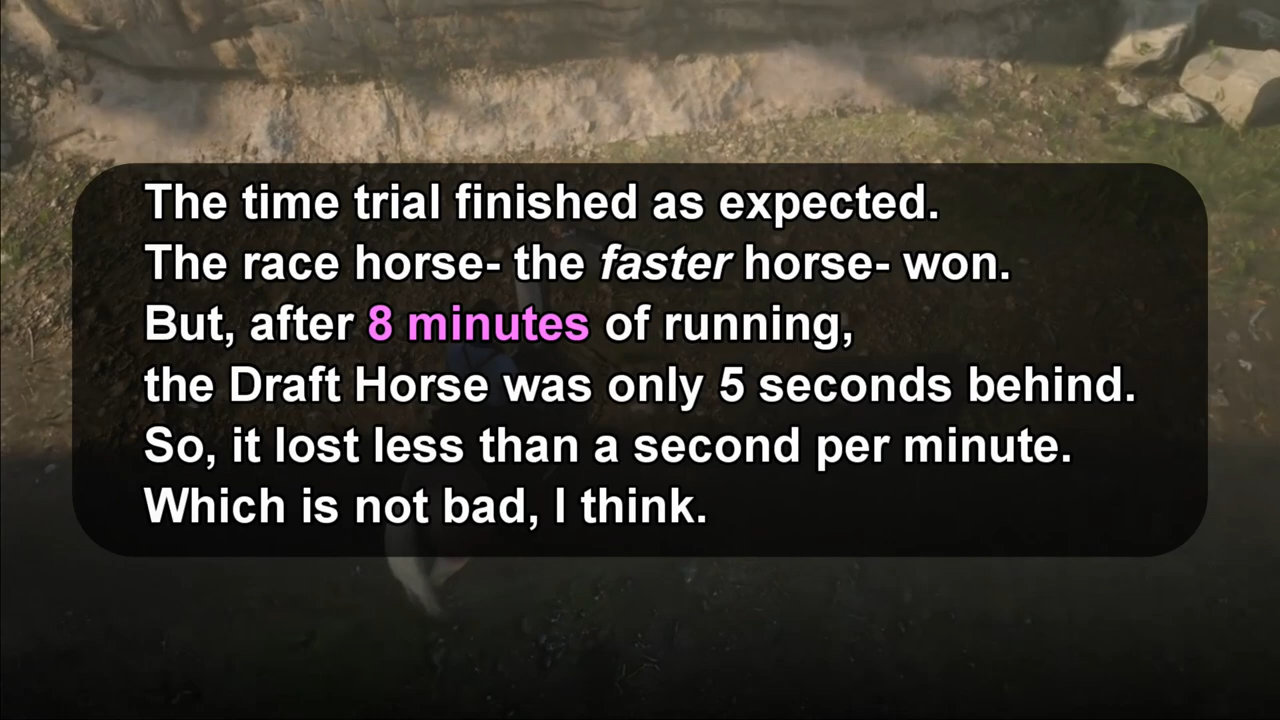 The time trial finished as expected.
The race horse- the faster horse- won.
But, after 8 minutes of running,
the Draft Horse was only 5 seconds behind.
So, it lost less than a second per minute.
Which is not bad, I think.